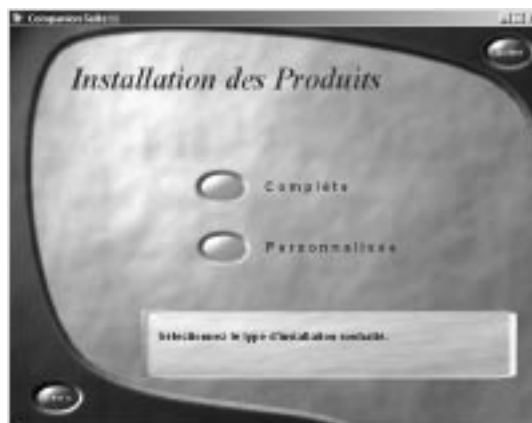 Companion Suite
Installation des Produits
Complète
Personnalisée
Sélectionnez le type d'installation souhaité.